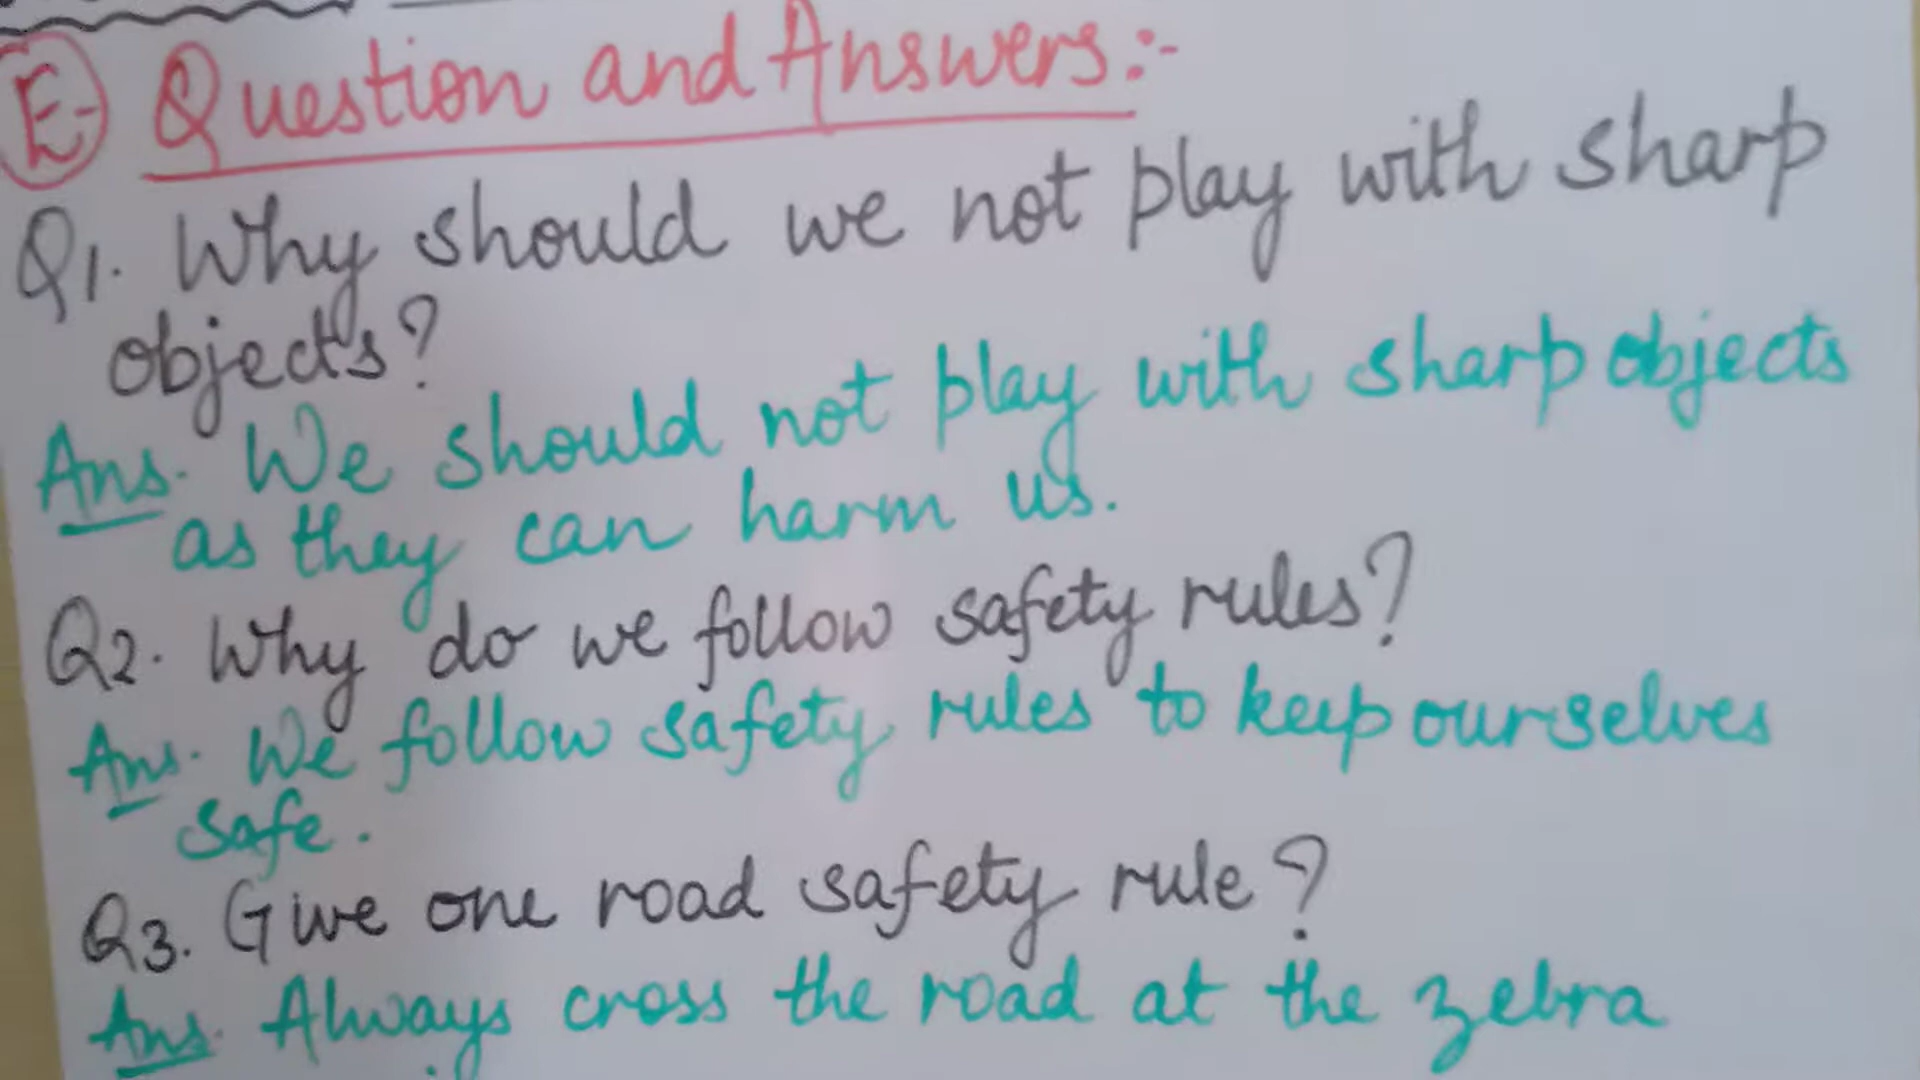 E- Question and Answers:-
Q1. Why should we not play with sharp
objects?
Ans. We should not play with sharp objects
as they can harm us.
Q2. Why do we follow safety rules?
Ans. We follow safety rules to keep ourselves
safe.
Q3. Give one road safety rule?
Ans. Always cross the road at the zebra